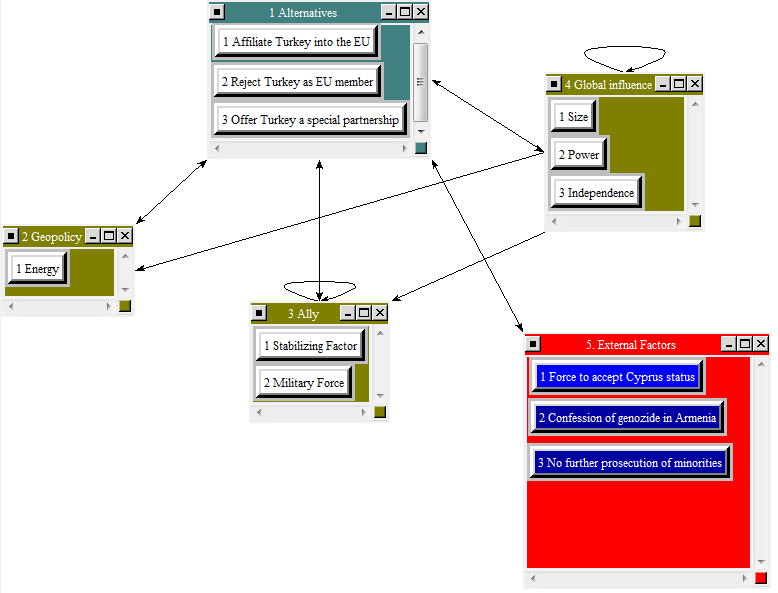 1 Alternatives
1 Affiliate Turkey into the EU
2 Reject Turkey as EU member
3 Offer Turkey a special partnership
4 Global influence
1 Size
2 Power
3 Independence
2 Geopolicy
1 Energy
3 Ally
1 Stabilizing Factor
2 Military Force
5. External Factors
1 Force to accept Cyprus status
2 Confession of genozide in Armenia
3 No further prosecution of minorities